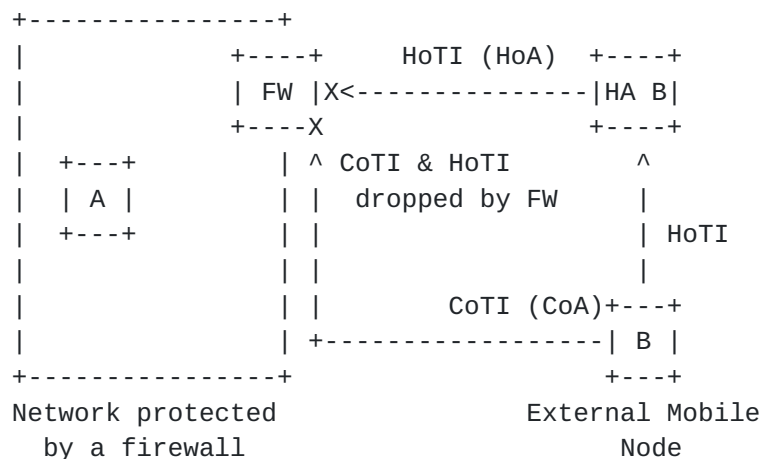 HoTI (HoA)
FW X HA B
X
CoTI & HoTI
A dropped by FW
HoTI
CoTI (CoA)
B
Network protected External Mobile
by a firewall Node